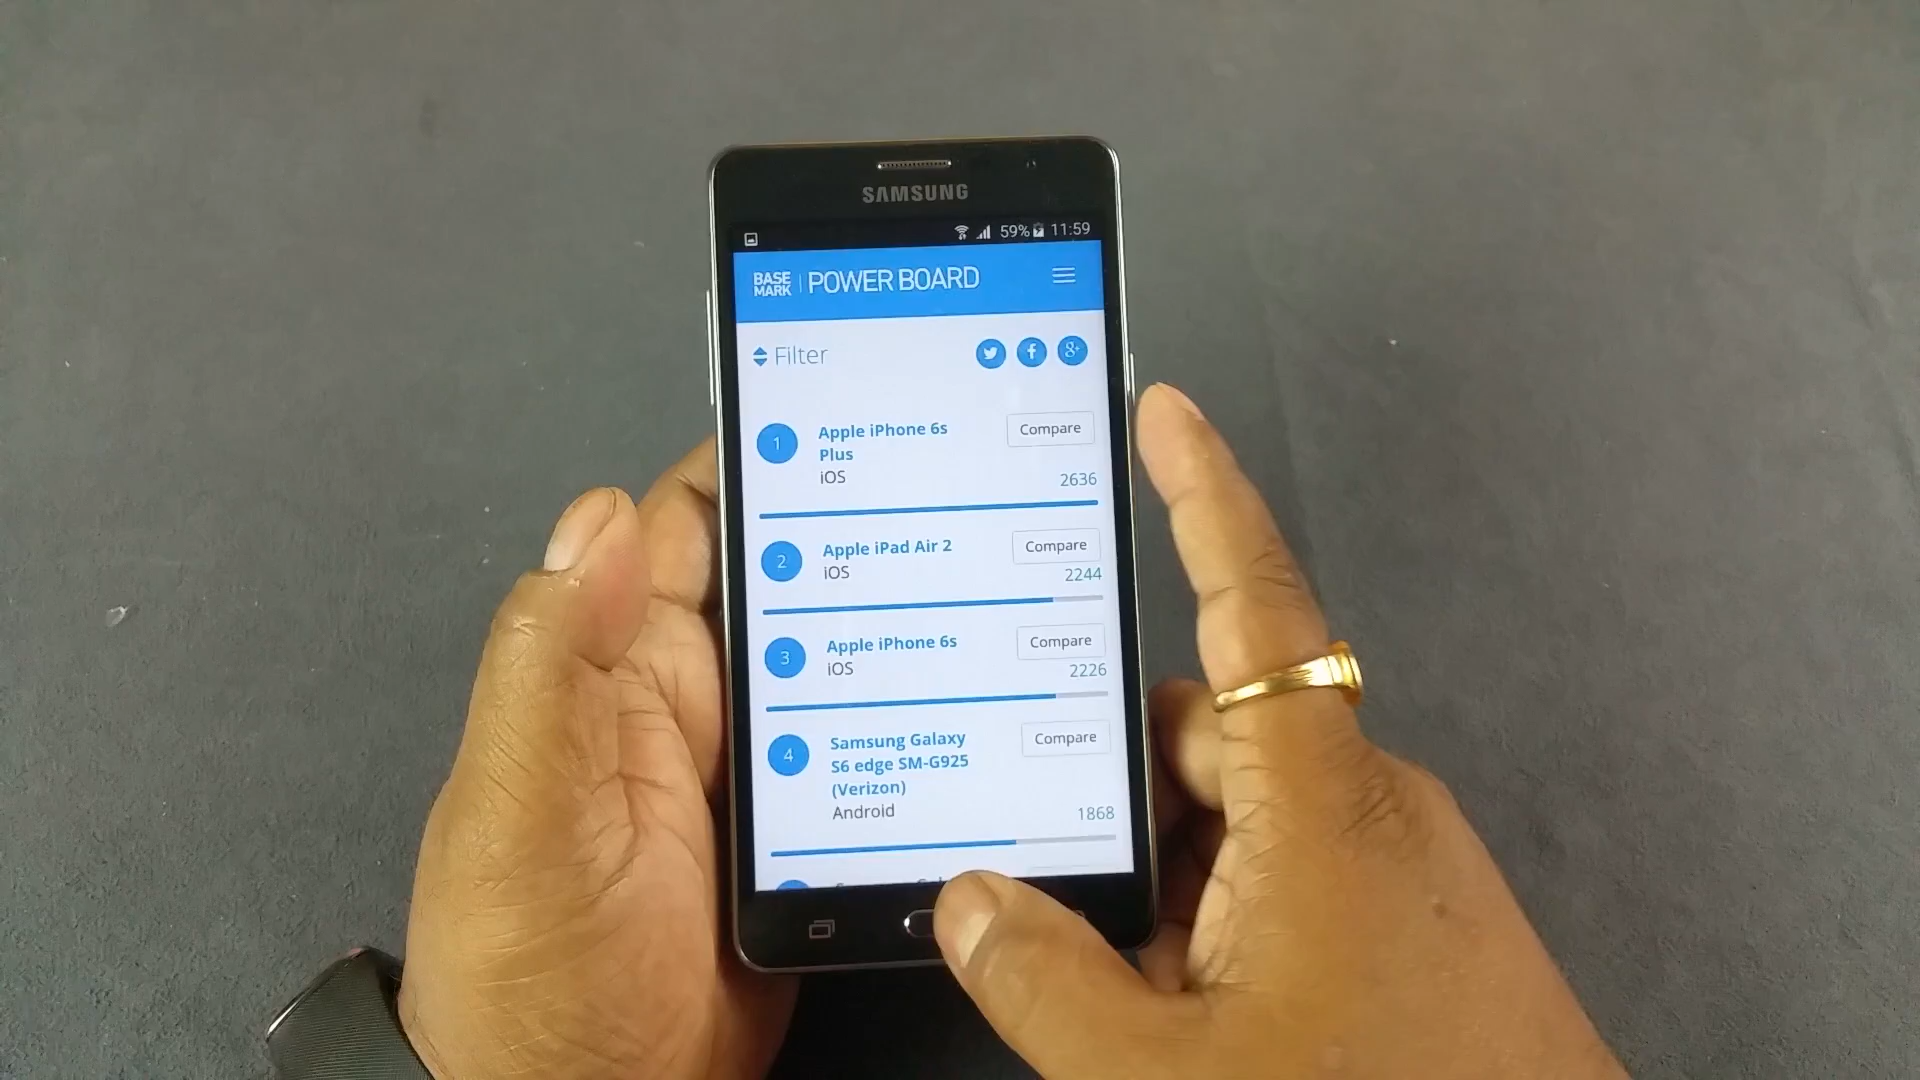 SAMSUNG
59% 11:59
BASE MARK | POWER BOARD
Filter
1 Apple iPhone 6s Compare
Plus
iOS 2636
2 Apple iPad Air 2 Compare
iOS 2244
3 Apple iPhone 6s Compare
iOS 2226
4 Samsung Galaxy Compare
S6 edge SM-G925
(Verizon)
Android 1868